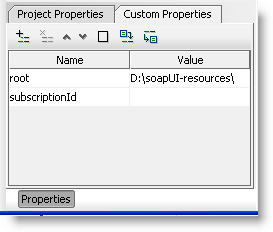 Project Properties Custom Properties
Name Value
root D:\soapUI-resources\
subscriptionId
Properties